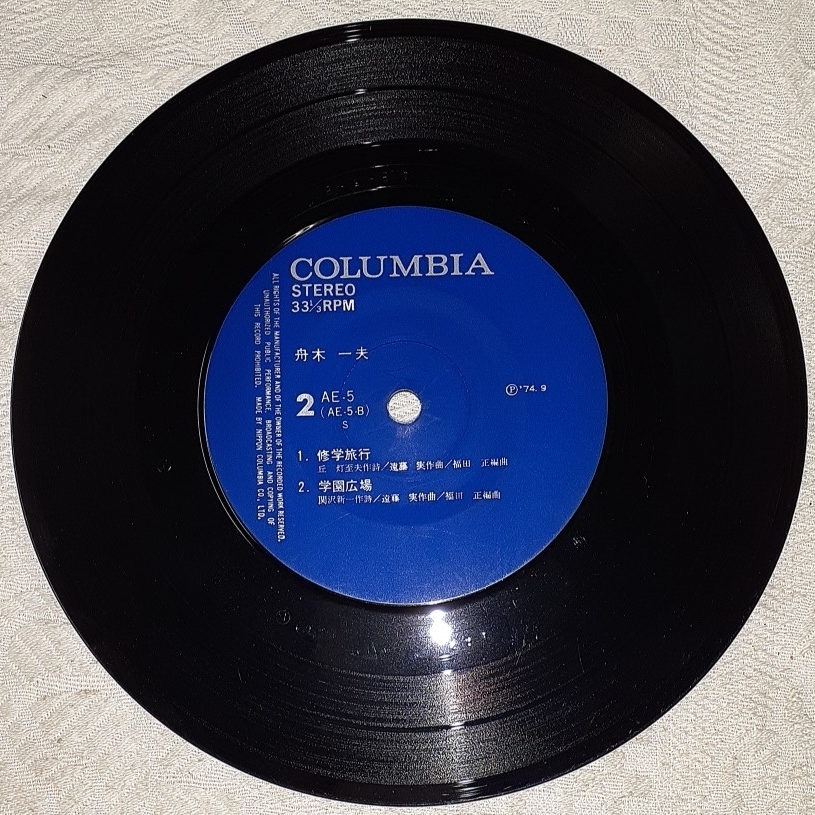 COLUMBIA
STEREO
33⅓RPM
舟木 一夫
2 AE-5
(AE-5-B)
S
Ⓟ'74.9
1. 修学旅行
丘 灯至夫作詩/遠藤 実作曲/福田 正編曲
2. 学園広場
関沢新一作詩/遠藤 実作曲/福田 正編曲
ALL RIGHTS OF THE MANUFACTURER AND OF THE OWNER OF THE RECORDED WORK RESERVED.
UNAUTHORIZED PUBLIC PERFORMANCE, BROADCASTING AND COPYING OF
THIS RECORD PROHIBITED. MADE BY NIPPON COLUMBIA CO., LTD.